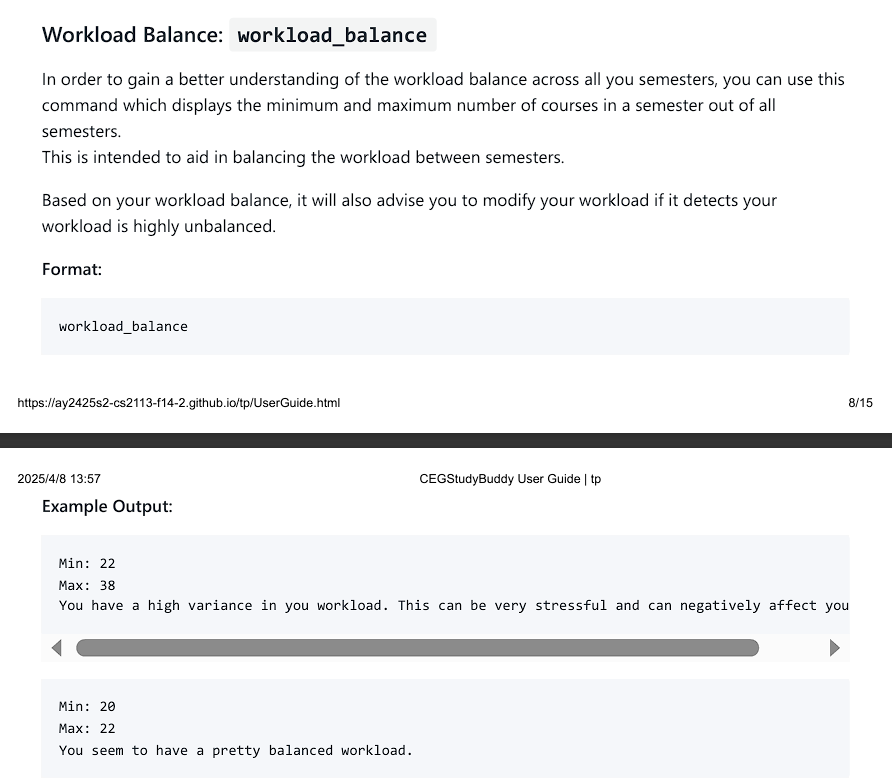 Workload Balance: workload_balance
In order to gain a better understanding of the workload balance across all you semesters, you can use this
command which displays the minimum and maximum number of courses in a semester out of all
semesters.
This is intended to aid in balancing the workload between semesters.
Based on your workload balance, it will also advise you to modify your workload if it detects your
workload is highly unbalanced.
Format:
workload_balance
https://ay2425s2-cs2113-f14-2.github.io/tp/UserGuide.html 8/15
2025/4/8 13:57 CEGStudyBuddy User Guide | tp
Example Output:
Min: 22
Max: 38
You have a high variance in you workload. This can be very stressful and can negatively affect you
Min: 20
Max: 22
You seem to have a pretty balanced workload.